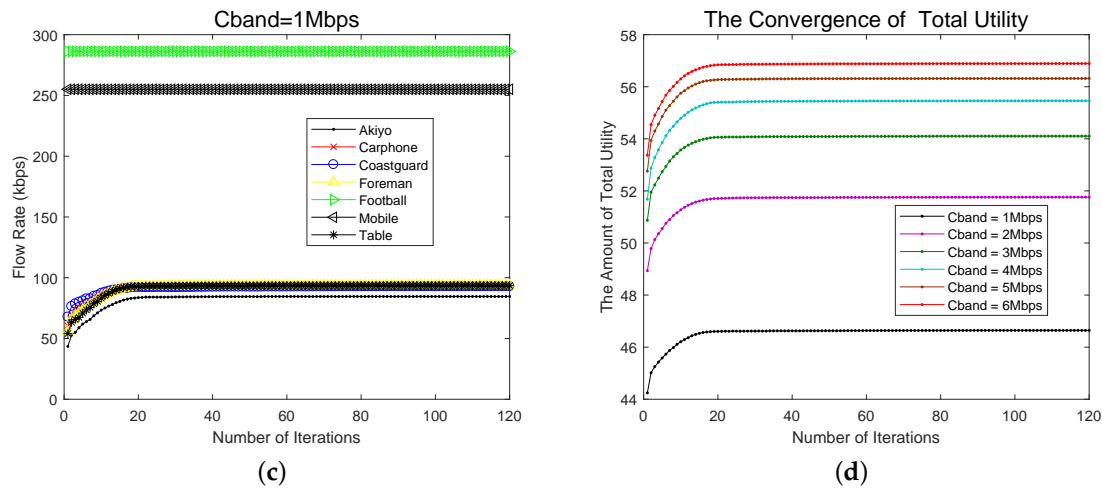 Cband=1Mbps
300
250
200
150
100
50
0
Flow Rate (kbps)
Akiyo
Carphone
Coastguard
Foreman
Football
Mobile
Table
0 20 40 60 80 100 120
Number of Iterations
(c)
The Convergence of Total Utility
58
56
54
52
50
48
46
44
The Amount of Total Utility
Cband = 1Mbps
Cband = 2Mbps
Cband = 3Mbps
Cband = 4Mbps
Cband = 5Mbps
Cband = 6Mbps
0 20 40 60 80 100 120
Number of Iterations
(d)